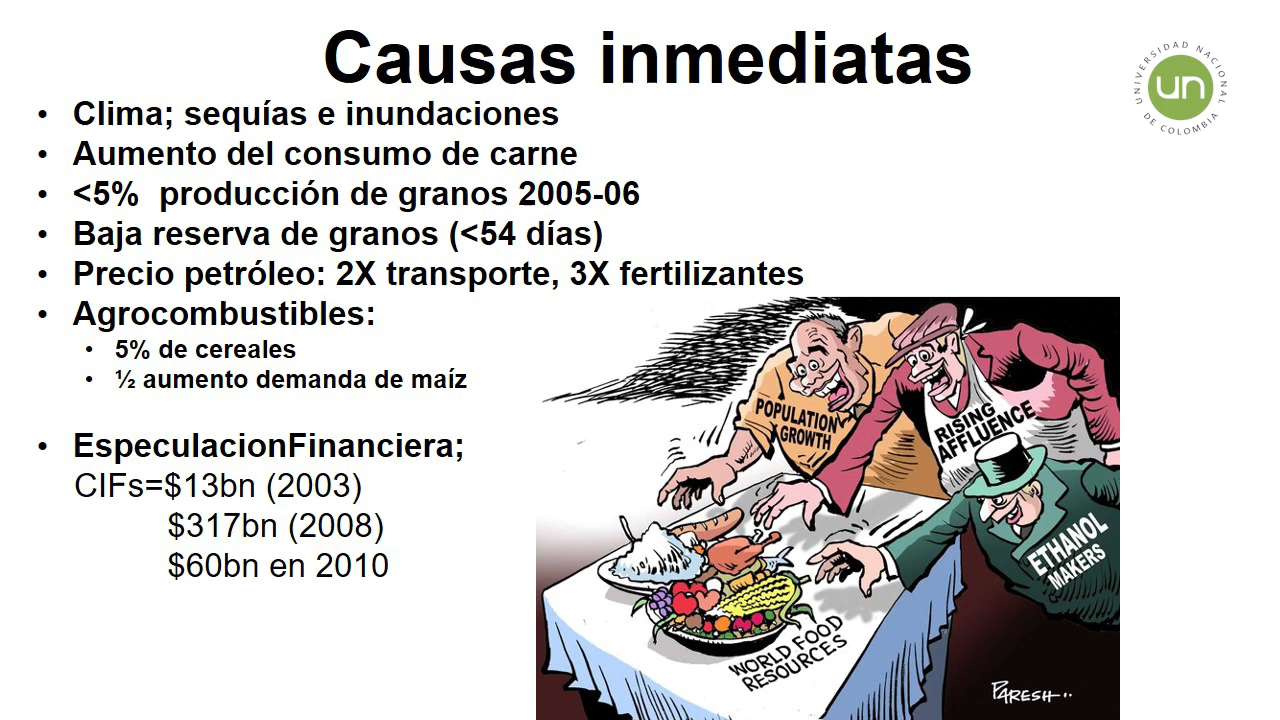 Causas inmediatas
UNIVERSIDAD NACIONAL
DE COLOMBIA
un
• Clima; sequías e inundaciones
• Aumento del consumo de carne
• <5%  producción de granos 2005-06
• Baja reserva de granos (<54 días)
• Precio petróleo: 2X transporte, 3X fertilizantes
• Agrocombustibles:
• 5% de cereales
• ½ aumento demanda de maíz
• EspeculacionFinanciera;
CIFs=$13bn (2003)
$317bn (2008)
$60bn en 2010
POPULATION
GROWTH
RISING
AFFLUENCE
ETHANOL
MAKERS
WORLD FOOD
RESOURCES
PARESH..